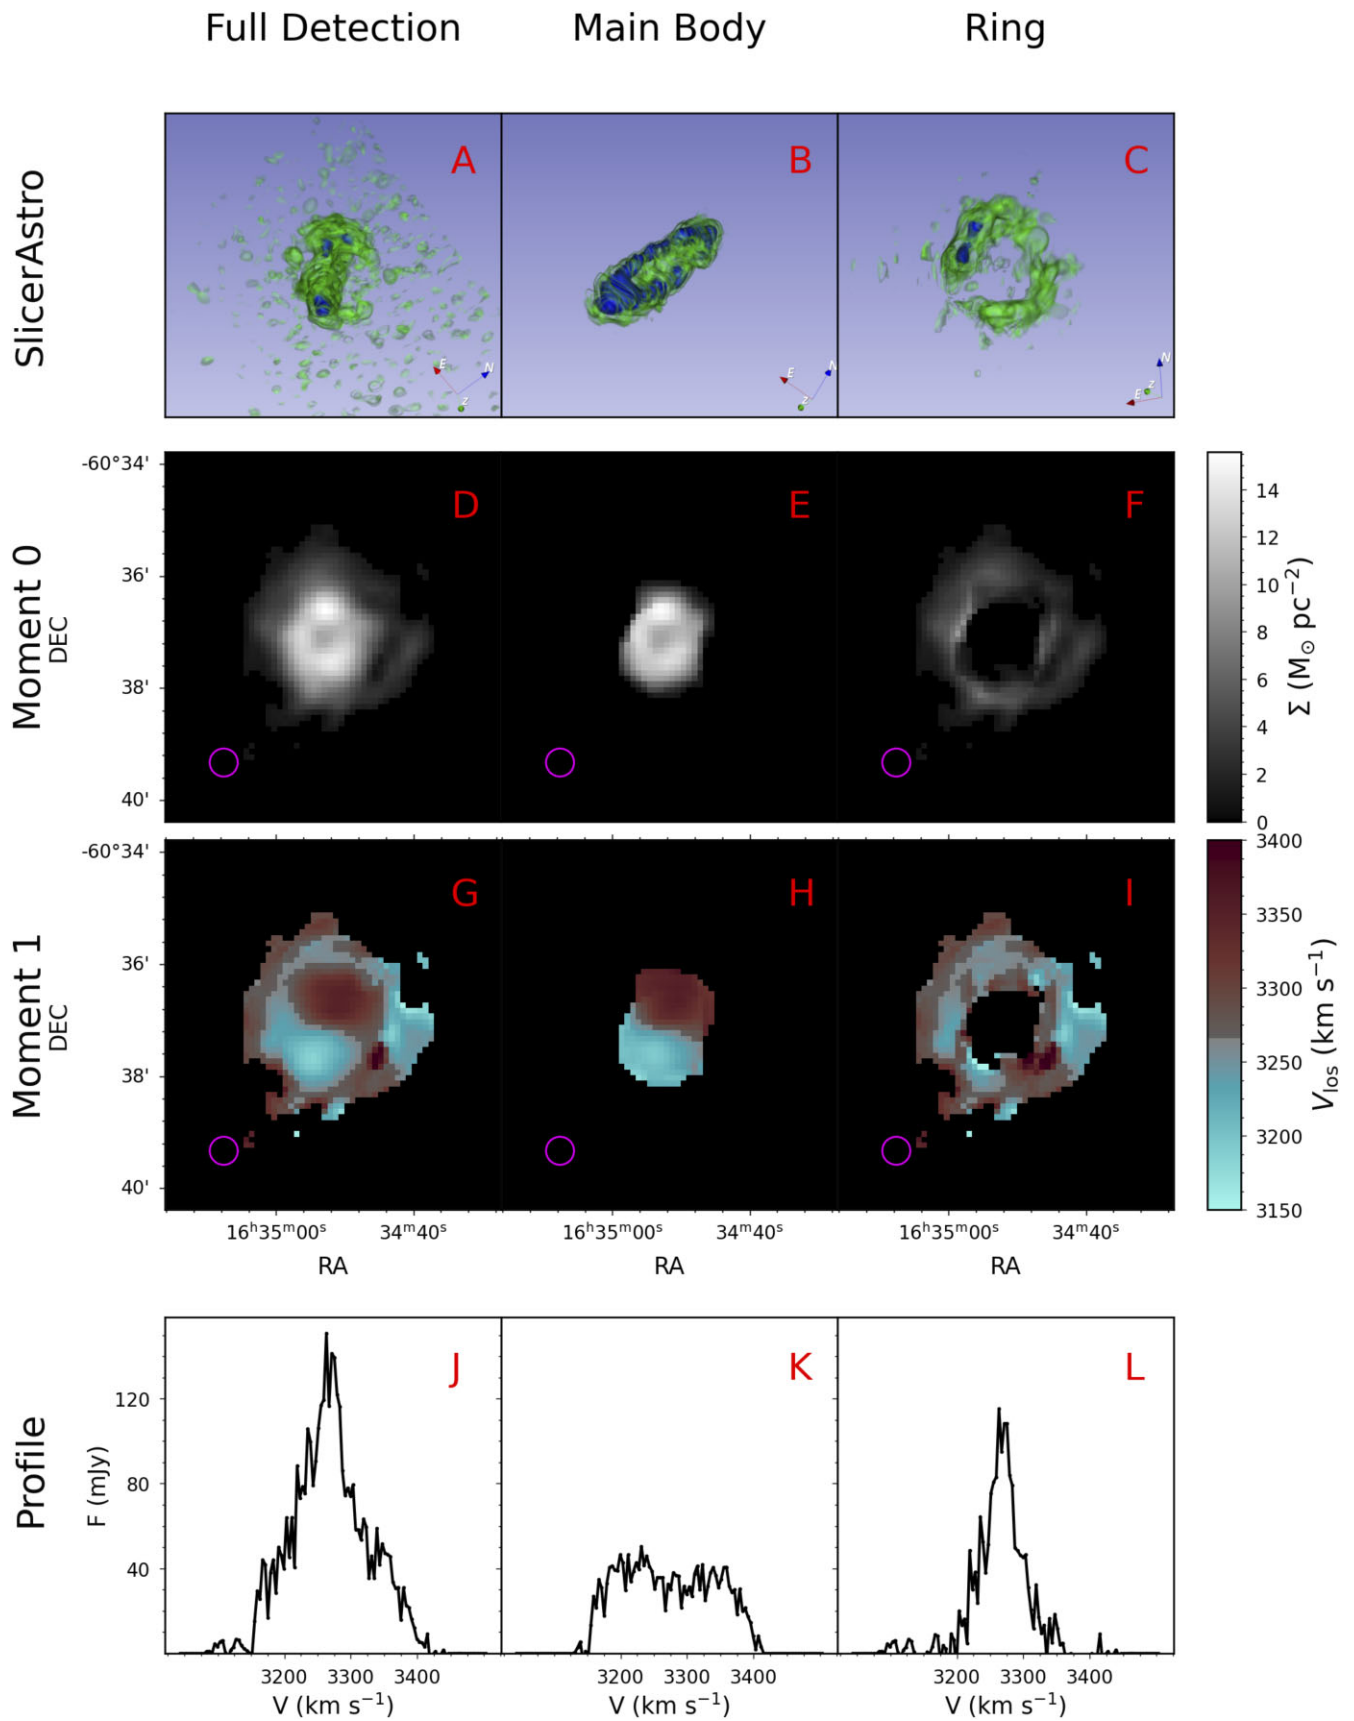 Full Detection Main Body Ring
SlicerAstro
A B C
E N z
E N z
E N z
Moment 0
DEC
-60°34'
36'
38'
40'
D E F
14
12
10
8
6
4
2
0
Σ (M⊙ pc⁻²)
Moment 1
DEC
-60°34'
36'
38'
40'
G H I
3400
3350
3300
3250
3200
3150
V_los (km s⁻¹)
16ʰ35ᵐ00ˢ 34ᵐ40ˢ 16ʰ35ᵐ00ˢ 34ᵐ40ˢ 16ʰ35ᵐ00ˢ 34ᵐ40ˢ
RA RA RA
Profile
F (mJy)
120
80
40
J K L
3200 3300 3400 3200 3300 3400 3200 3300 3400
V (km s⁻¹) V (km s⁻¹) V (km s⁻¹)